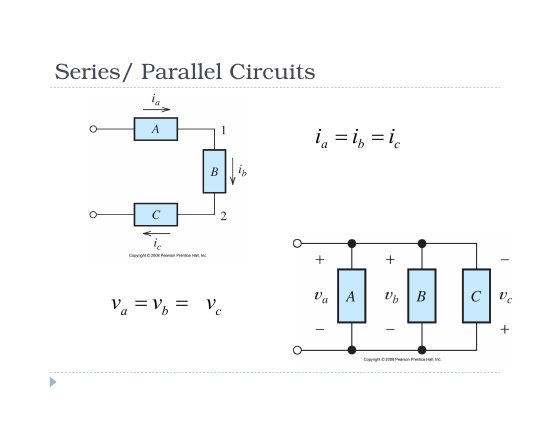 Series/ Parallel Circuits
i_a
A
1
B
i_b
C
2
i_c
Copyright © 2008 Pearson Prentice Hall, Inc.
i_a = i_b = i_c
v_a = v_b = v_c
+ + −
v_a A v_b B C v_c
− − +
Copyright © 2008 Pearson Prentice Hall, Inc.